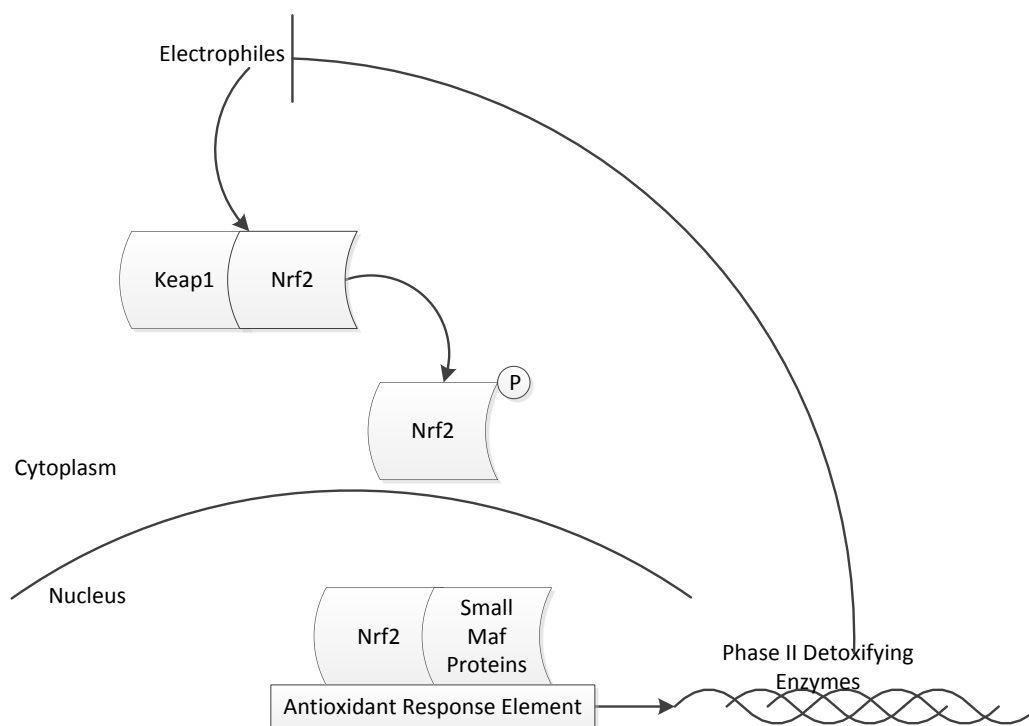 Electrophiles
Keap1
Nrf2
P
Nrf2
Cytoplasm
Nucleus
Nrf2
Small
Maf
Proteins
Phase II Detoxifying
Enzymes
Antioxidant Response Element